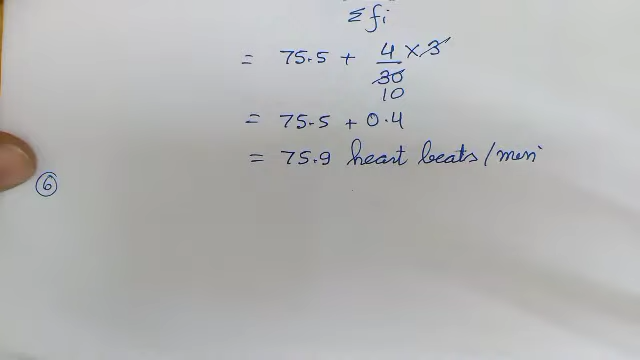 Σfi
= 75.5 + 4/30 × 3
10
= 75.5 + 0.4
= 75.9 heart beats/min
6